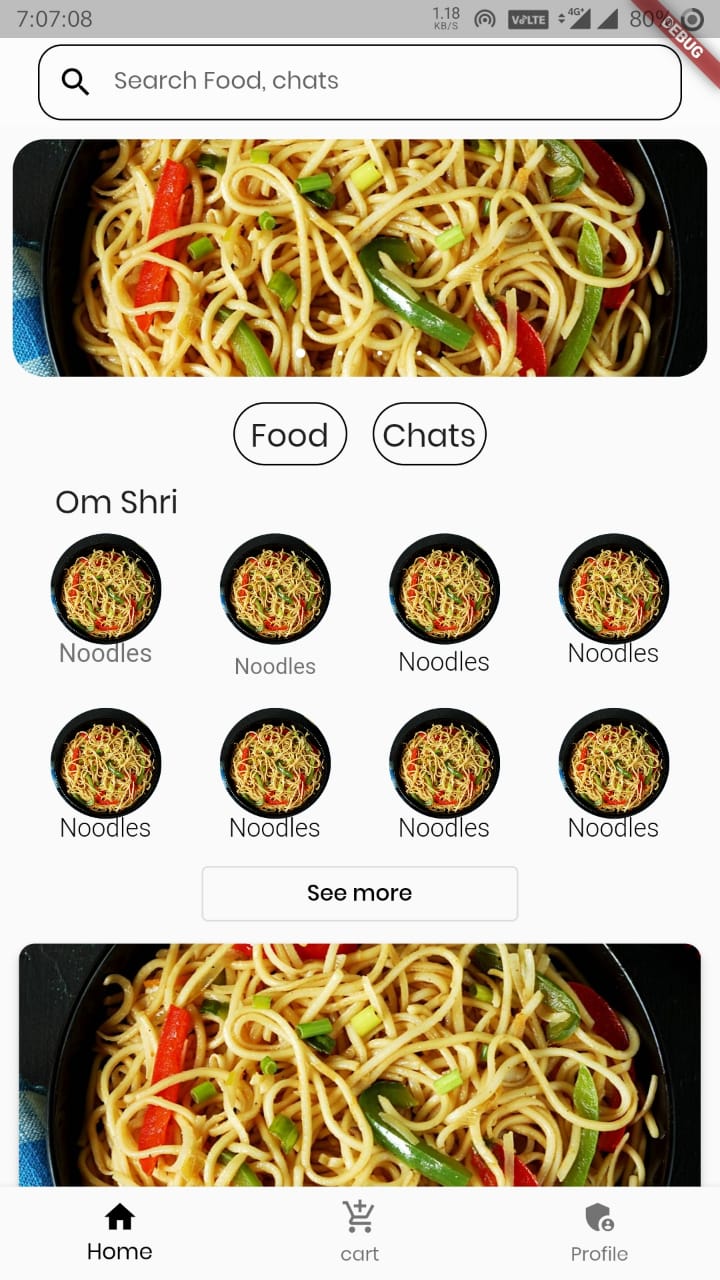 7:07:08 1.18 KB/S VoLTE 4G+ 80%
DEBUG
Search Food, chats
Food Chats
Om Shri
Noodles Noodles Noodles Noodles
Noodles Noodles Noodles Noodles
See more
Home cart Profile